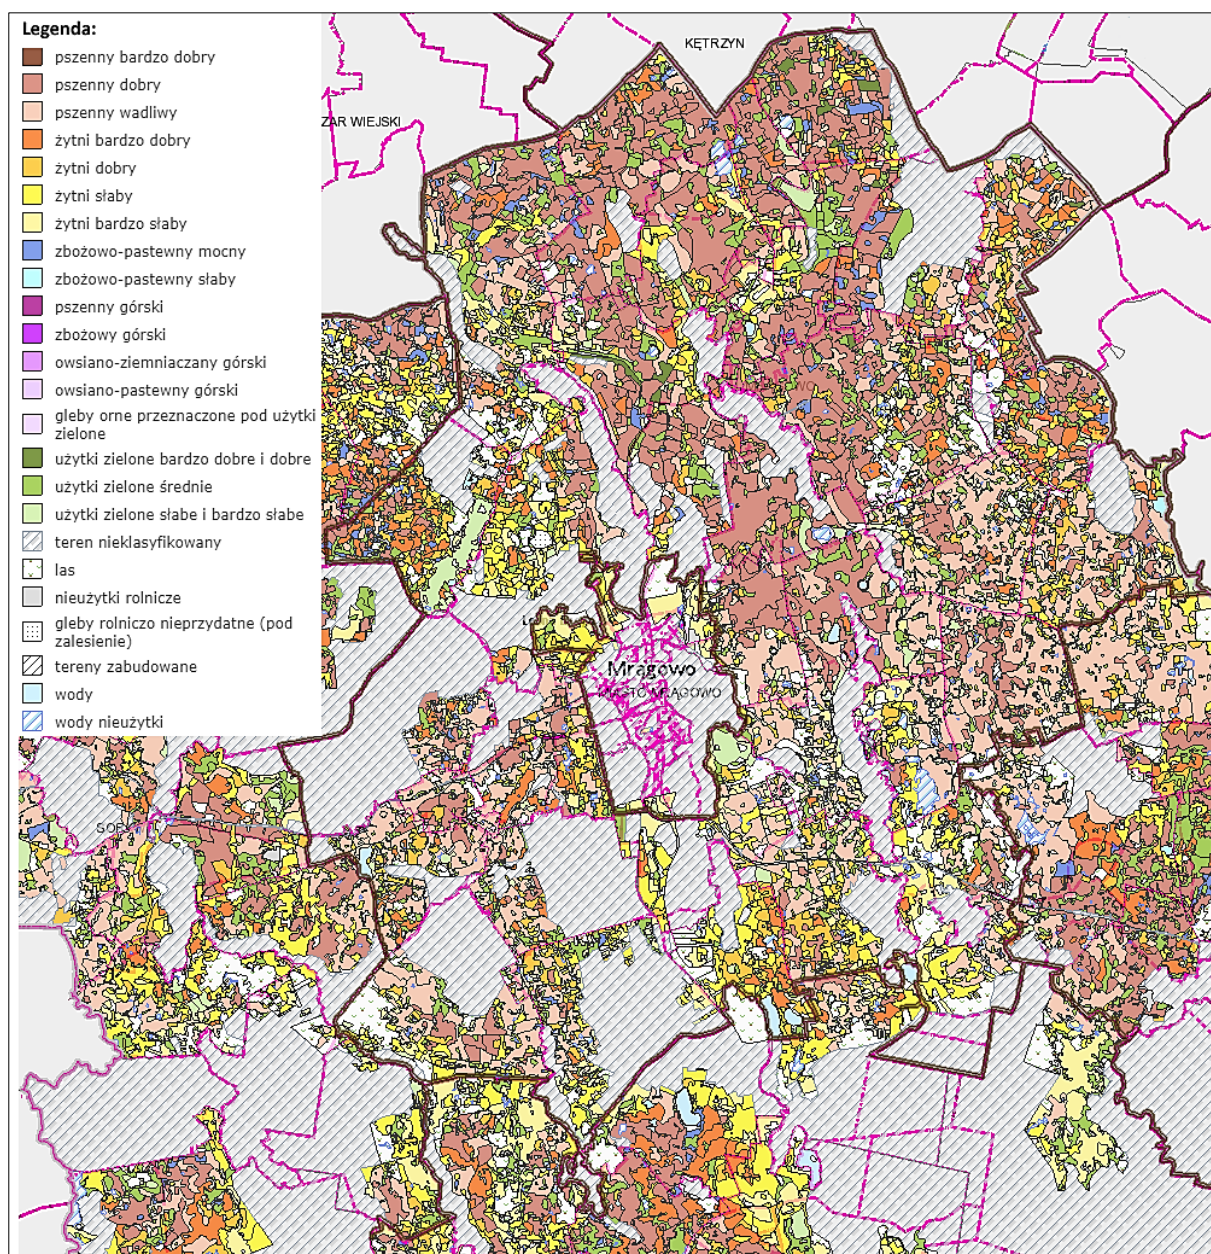 Legenda:
pszenny bardzo dobry
pszenny dobry
pszenny wadliwy
żytni bardzo dobry
żytni dobry
żytni słaby
żytni bardzo słaby
zbożowo-pastewny mocny
zbożowo-pastewny słaby
pszenny górski
zbożowy górski
owsiano-ziemniaczany górski
owsiano-pastewny górski
gleby orne przeznaczone pod użytki
zielone
użytki zielone bardzo dobre i dobre
użytki zielone średnie
użytki zielone słabe i bardzo słabe
teren nieklasyfikowany
las
nieużytki rolnicze
gleby rolniczo nieprzydatne (pod
zalesienie)
tereny zabudowane
wody
wody nieużytki
KĘTRZYN
ZAR WIEJSKI
Mrągowo
MIASTO MRĄGOWO